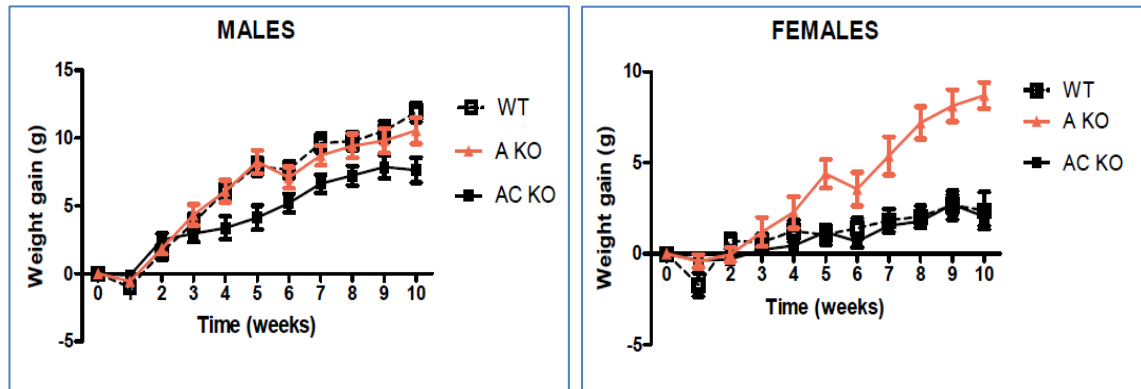 MALES
Weight gain (g)
15
10
5
0
-5
0 1 2 3 4 5 6 7 8 9 10
Time (weeks)
WT
A KO
AC KO
FEMALES
Weight gain (g)
10
5
0
-5
0 1 2 3 4 5 6 7 8 9 10
Time (weeks)
WT
A KO
AC KO